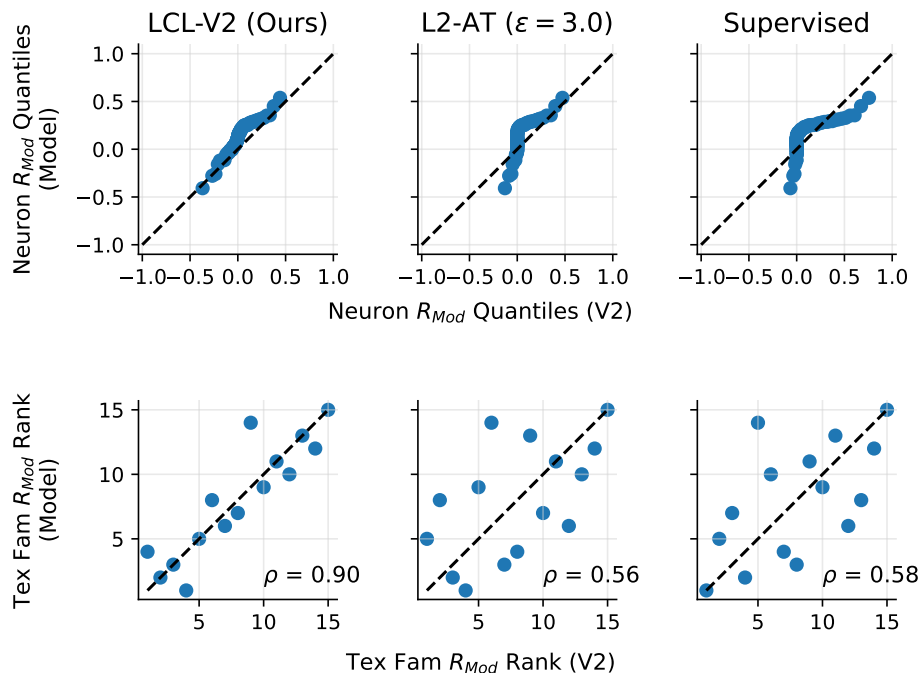 LCL-V2 (Ours)
L2-AT (ε = 3.0)
Supervised
Neuron R_Mod Quantiles
(Model)
1.0
0.5
0.0
−0.5
−1.0
−1.0 −0.5 0.0 0.5 1.0
−1.0 −0.5 0.0 0.5 1.0
−1.0 −0.5 0.0 0.5 1.0
Neuron R_Mod Quantiles (V2)
Tex Fam R_Mod Rank
(Model)
15
10
5
ρ = 0.90
ρ = 0.56
ρ = 0.58
5 10 15
5 10 15
5 10 15
Tex Fam R_Mod Rank (V2)